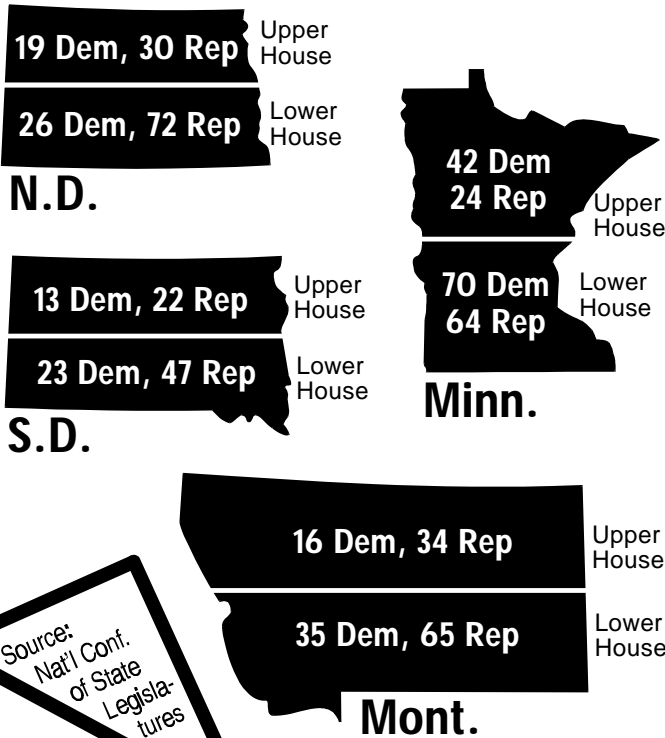 19 Dem, 30 Rep
Upper
House
26 Dem, 72 Rep
Lower
House
N.D.
42 Dem
24 Rep
Upper
House
70 Dem
64 Rep
Lower
House
Minn.
13 Dem, 22 Rep
Upper
House
23 Dem, 47 Rep
Lower
House
S.D.
16 Dem, 34 Rep
Upper
House
35 Dem, 65 Rep
Lower
House
Mont.
Source:
Nat'l Conf.
of State
Legisla-
tures